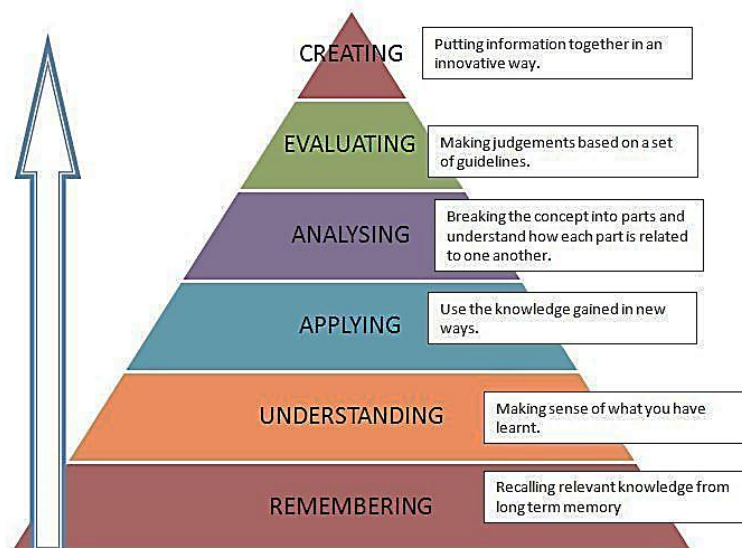 CREATING
Putting information together in an
innovative way.
EVALUATING
Making judgements based on a set
of guidelines.
ANALYSING
Breaking the concept into parts and
understand how each part is related
to one another.
APPLYING
Use the knowledge gained in new
ways.
UNDERSTANDING
Making sense of what you have
learnt.
REMEMBERING
Recalling relevant knowledge from
long term memory